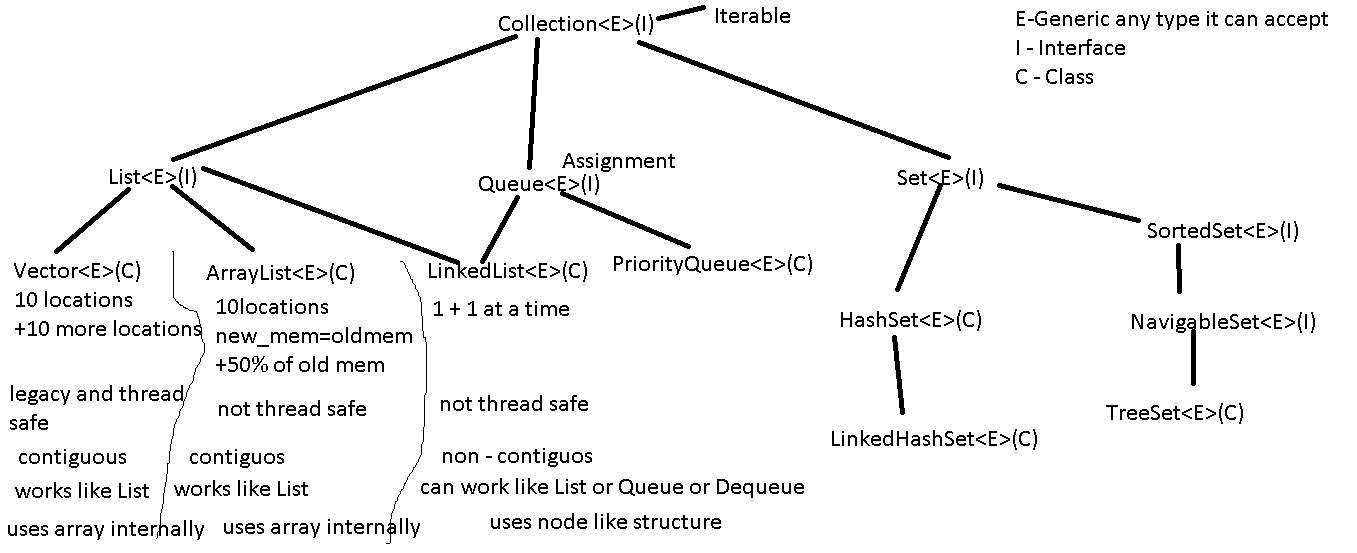 Collection<E>(I)
Iterable
E-Generic any type it can accept
I - Interface
C - Class
List<E>(I)
Assignment
Queue<E>(I)
Set<E>(I)
SortedSet<E>(I)
Vector<E>(C)
10 locations
+10 more locations
legacy and thread
safe
contiguous
works like List
uses array internally
ArrayList<E>(C)
10locations
new_mem=oldmem
+50% of old mem
not thread safe
contiguos
works like List
uses array internally
LinkedList<E>(C)
1 + 1 at a time
not thread safe
non - contiguos
can work like List or Queue or Dequeue
uses node like structure
PriorityQueue<E>(C)
HashSet<E>(C)
LinkedHashSet<E>(C)
NavigableSet<E>(I)
TreeSet<E>(C)